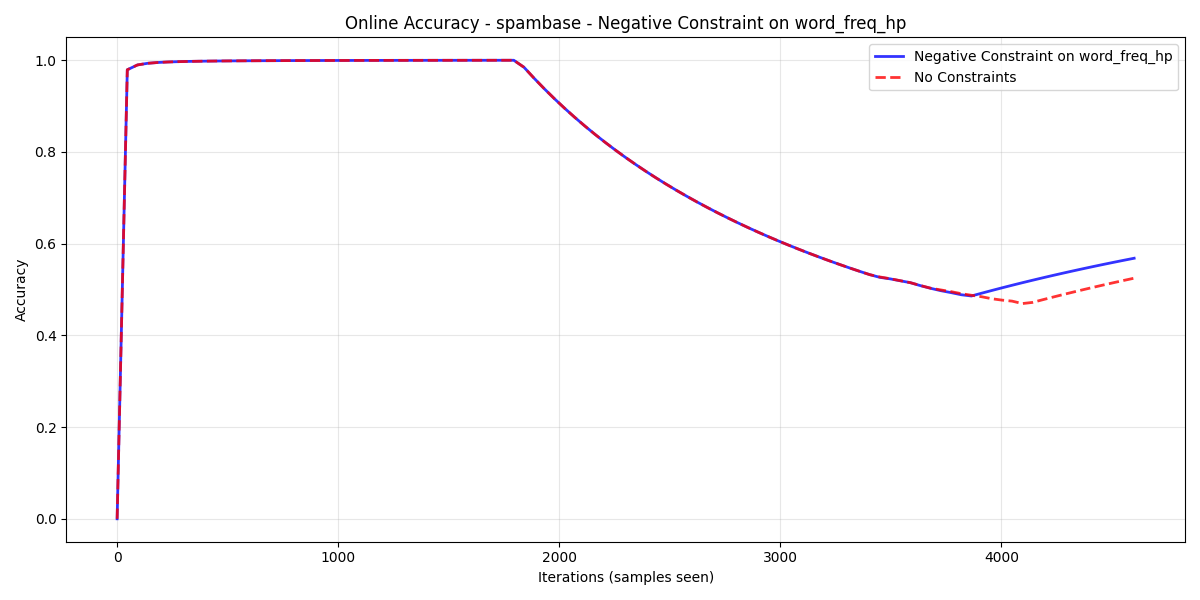 Online Accuracy - spambase - Negative Constraint on word_freq_hp
Negative Constraint on word_freq_hp
No Constraints
Accuracy
1.0
0.8
0.6
0.4
0.2
0.0
0 1000 2000 3000 4000
Iterations (samples seen)